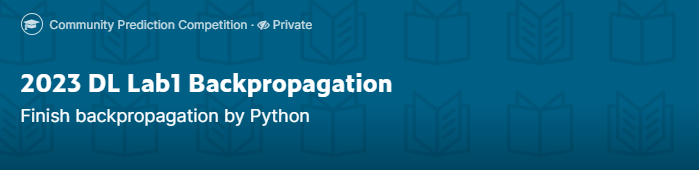 Community Prediction Competition · Private
2023 DL Lab1 Backpropagation
Finish backpropagation by Python